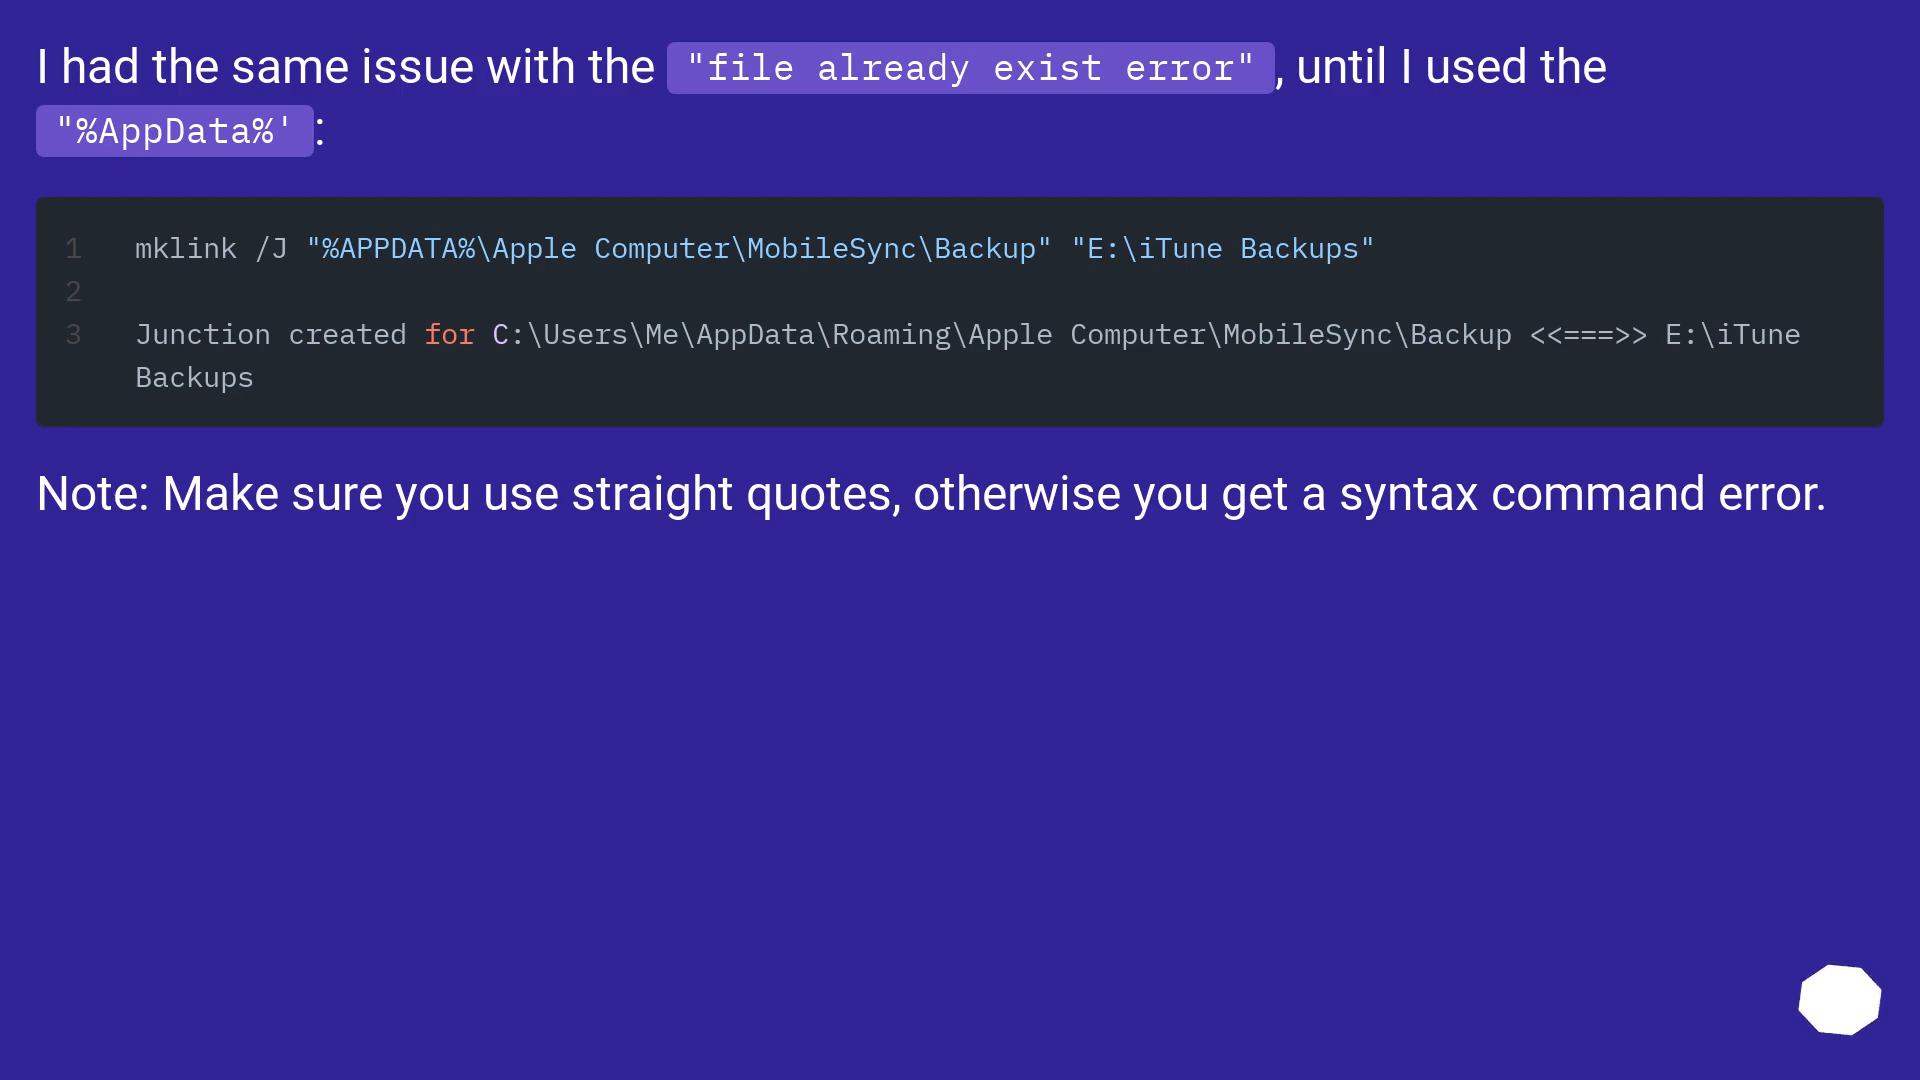 I had the same issue with the "file already exist error", until I used the
"%AppData%':
1 mklink /J "%APPDATA%\Apple Computer\MobileSync\Backup" "E:\iTune Backups"
2
3 Junction created for C:\Users\Me\AppData\Roaming\Apple Computer\MobileSync\Backup <<===>> E:\iTune
Backups
Note: Make sure you use straight quotes, otherwise you get a syntax command error.